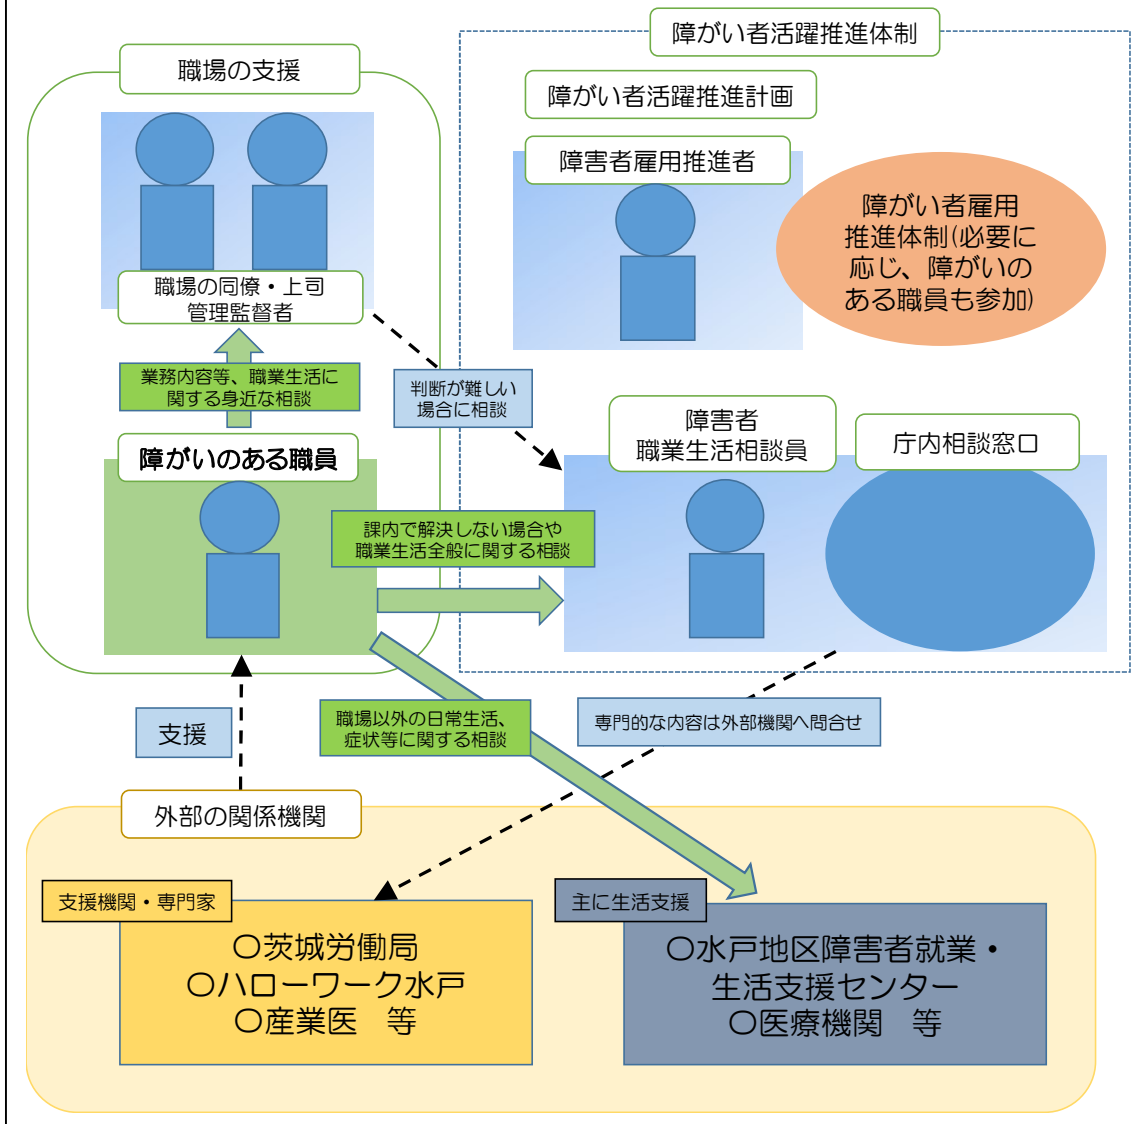 障がい者活躍推進体制
職場の支援
障がい者活躍推進計画
障害者雇用推進者
障がい者雇用
推進体制(必要に
応じ、障がいの
ある職員も参加)
職場の同僚・上司
管理監督者
業務内容等、職業生活に
関する身近な相談
判断が難しい
場合に相談
障がいのある職員
障害者
職業生活相談員
庁内相談窓口
課内で解決しない場合や
職業生活全般に関する相談
支援
職場以外の日常生活、
症状等に関する相談
専門的な内容は外部機関へ問合せ
外部の関係機関
支援機関・専門家
〇茨城労働局
〇ハローワーク水戸
〇産業医　等
主に生活支援
〇水戸地区障害者就業・
生活支援センター
〇医療機関　等